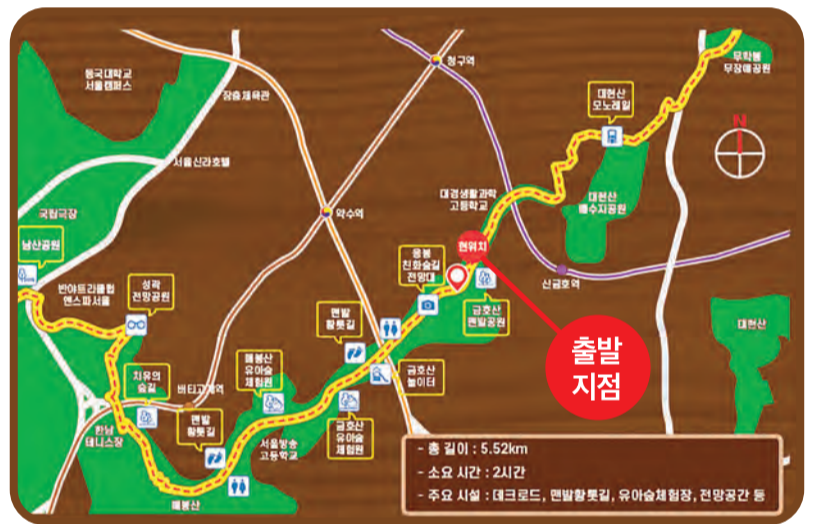 동국대학교
서울캠퍼스
장충체육관
청구역
무학봉
무장애공원
대현산
모노레일
N
서울신라호텔
국립극장
약수역
대경생활과학
고등학교
대현산
배수지공원
남산공원
반야트리클럽
앤스파서울
성곽
전망공원
응봉
친화숲길
전망대
현위치
신금호역
금호산
맨발공원
맨발
황톳길
대현산
출발
지점
치유의
숲길
버티고개역
매봉산
유아숲
체험원
금호산
놀이터
한남
테니스장
맨발
황톳길
서울방송
고등학교
금호산
유아숲
체험원
매봉산
- 총 길이 : 5.52km
- 소요 시간 : 2시간
- 주요 시설 : 데크로드, 맨발황톳길, 유아숲체험장, 전망공간 등